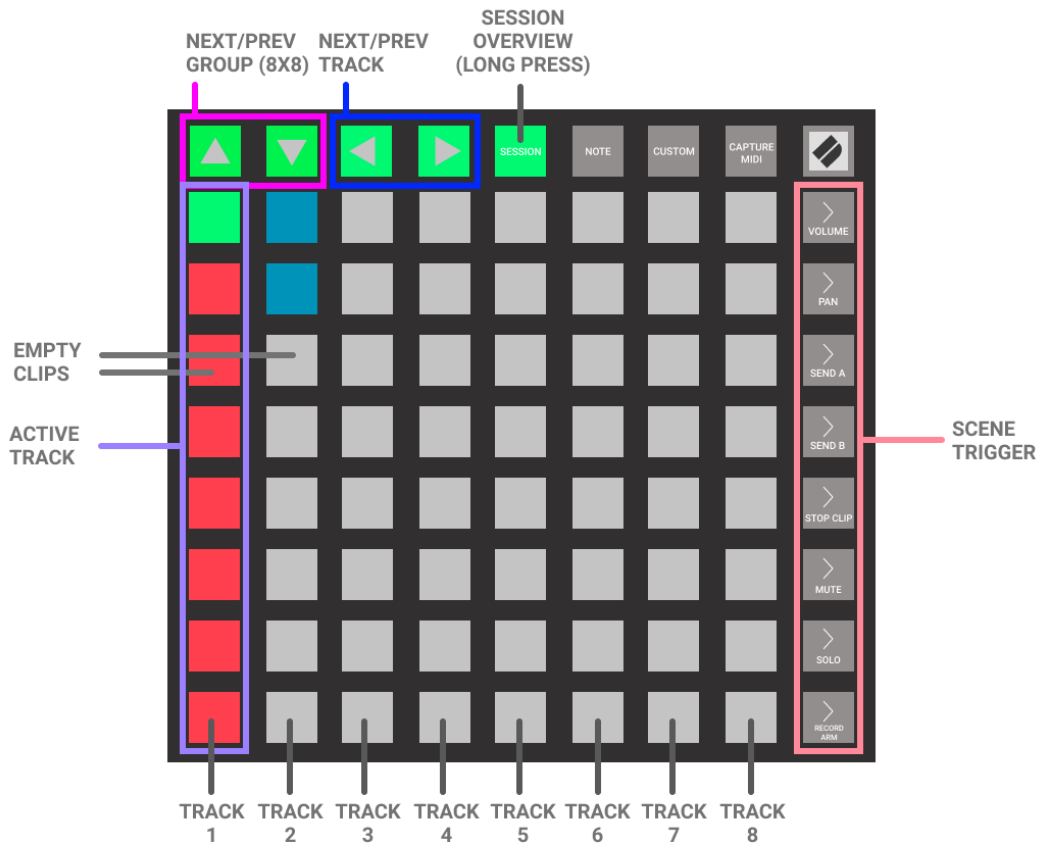 SESSION
OVERVIEW
(LONG PRESS)
NEXT/PREV
GROUP (8X8)
NEXT/PREV
TRACK
SESSION
NOTE
CUSTOM
CAPTURE
MIDI
VOLUME
PAN
SEND A
SEND B
STOP CLIP
MUTE
SOLO
RECORD
ARM
EMPTY
CLIPS
ACTIVE
TRACK
SCENE
TRIGGER
TRACK
1
TRACK
2
TRACK
3
TRACK
4
TRACK
5
TRACK
6
TRACK
7
TRACK
8